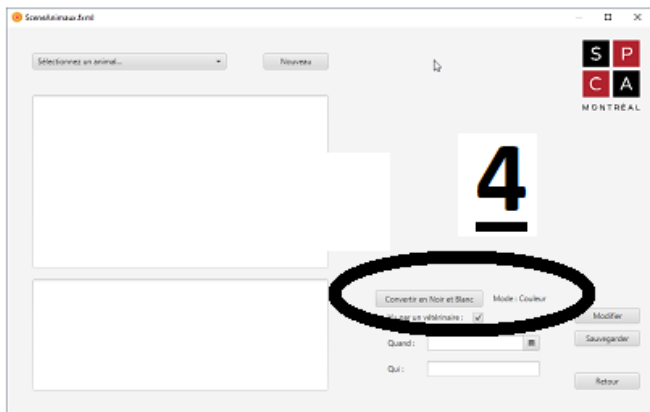 SceneAnimaux.fxml
Sélectionnez un animal...
Nouveau
S P
C A
MONTRÉAL
4
Convertir en Noir et Blanc
Mode : Couleur
par un vétérinaire :
Modifier
Quand :
Sauvegarder
Qui :
Retour